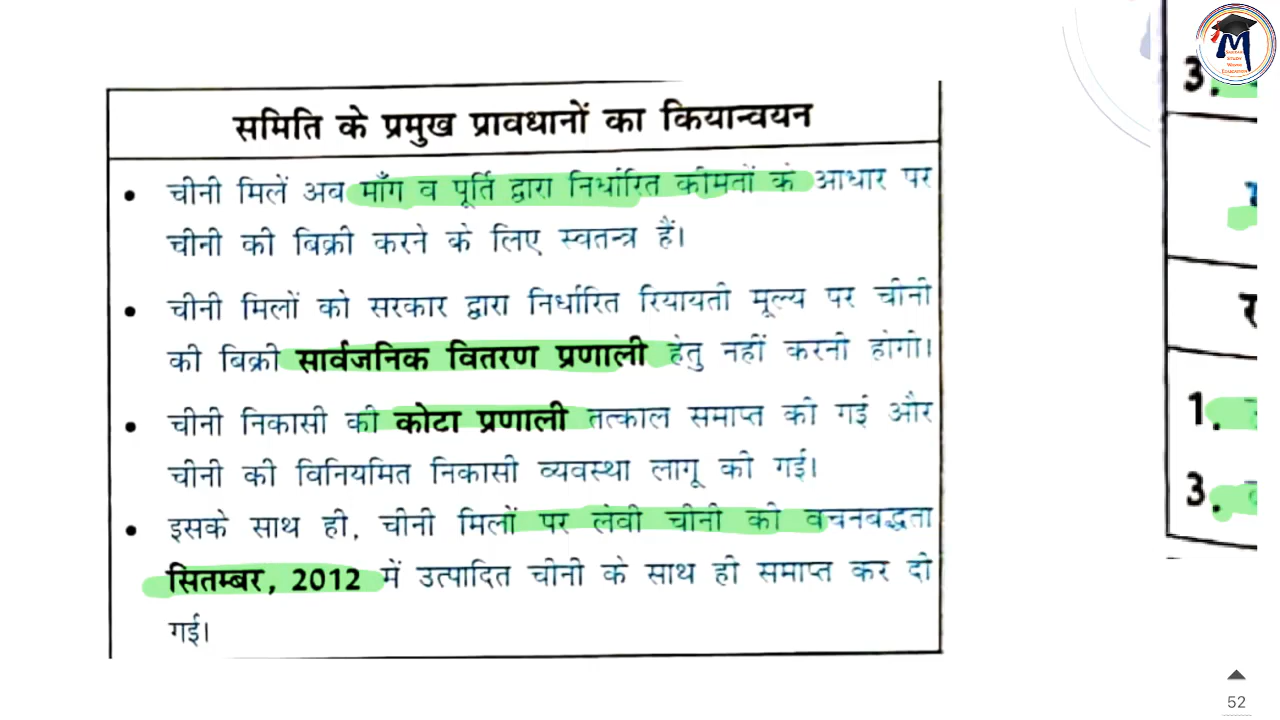 समिति के प्रमुख प्रावधानों का कियान्वयन
• चीनी मिलें अब माँग व पूर्ति द्वारा निर्धारित कीमतों के आधार पर
चीनी की बिक्री करने के लिए स्वतन्त्र हैं।
• चीनी मिलों को सरकार द्वारा निर्धारित रियायती मूल्य पर चीनी
की बिक्री सार्वजनिक वितरण प्रणाली हेतु नहीं करनी होगी।
• चीनी निकासी की कोटा प्रणाली तत्काल समाप्त की गई और
चीनी की विनियमित निकासी व्यवस्था लागू की गई।
• इसके साथ ही, चीनी मिलों पर लेवी चीनी की वचनबद्धता
सितम्बर, 2012 में उत्पादित चीनी के साथ ही समाप्त कर दी
गई।
3.
1.
3.
M
STUDY
EDUCATION
52